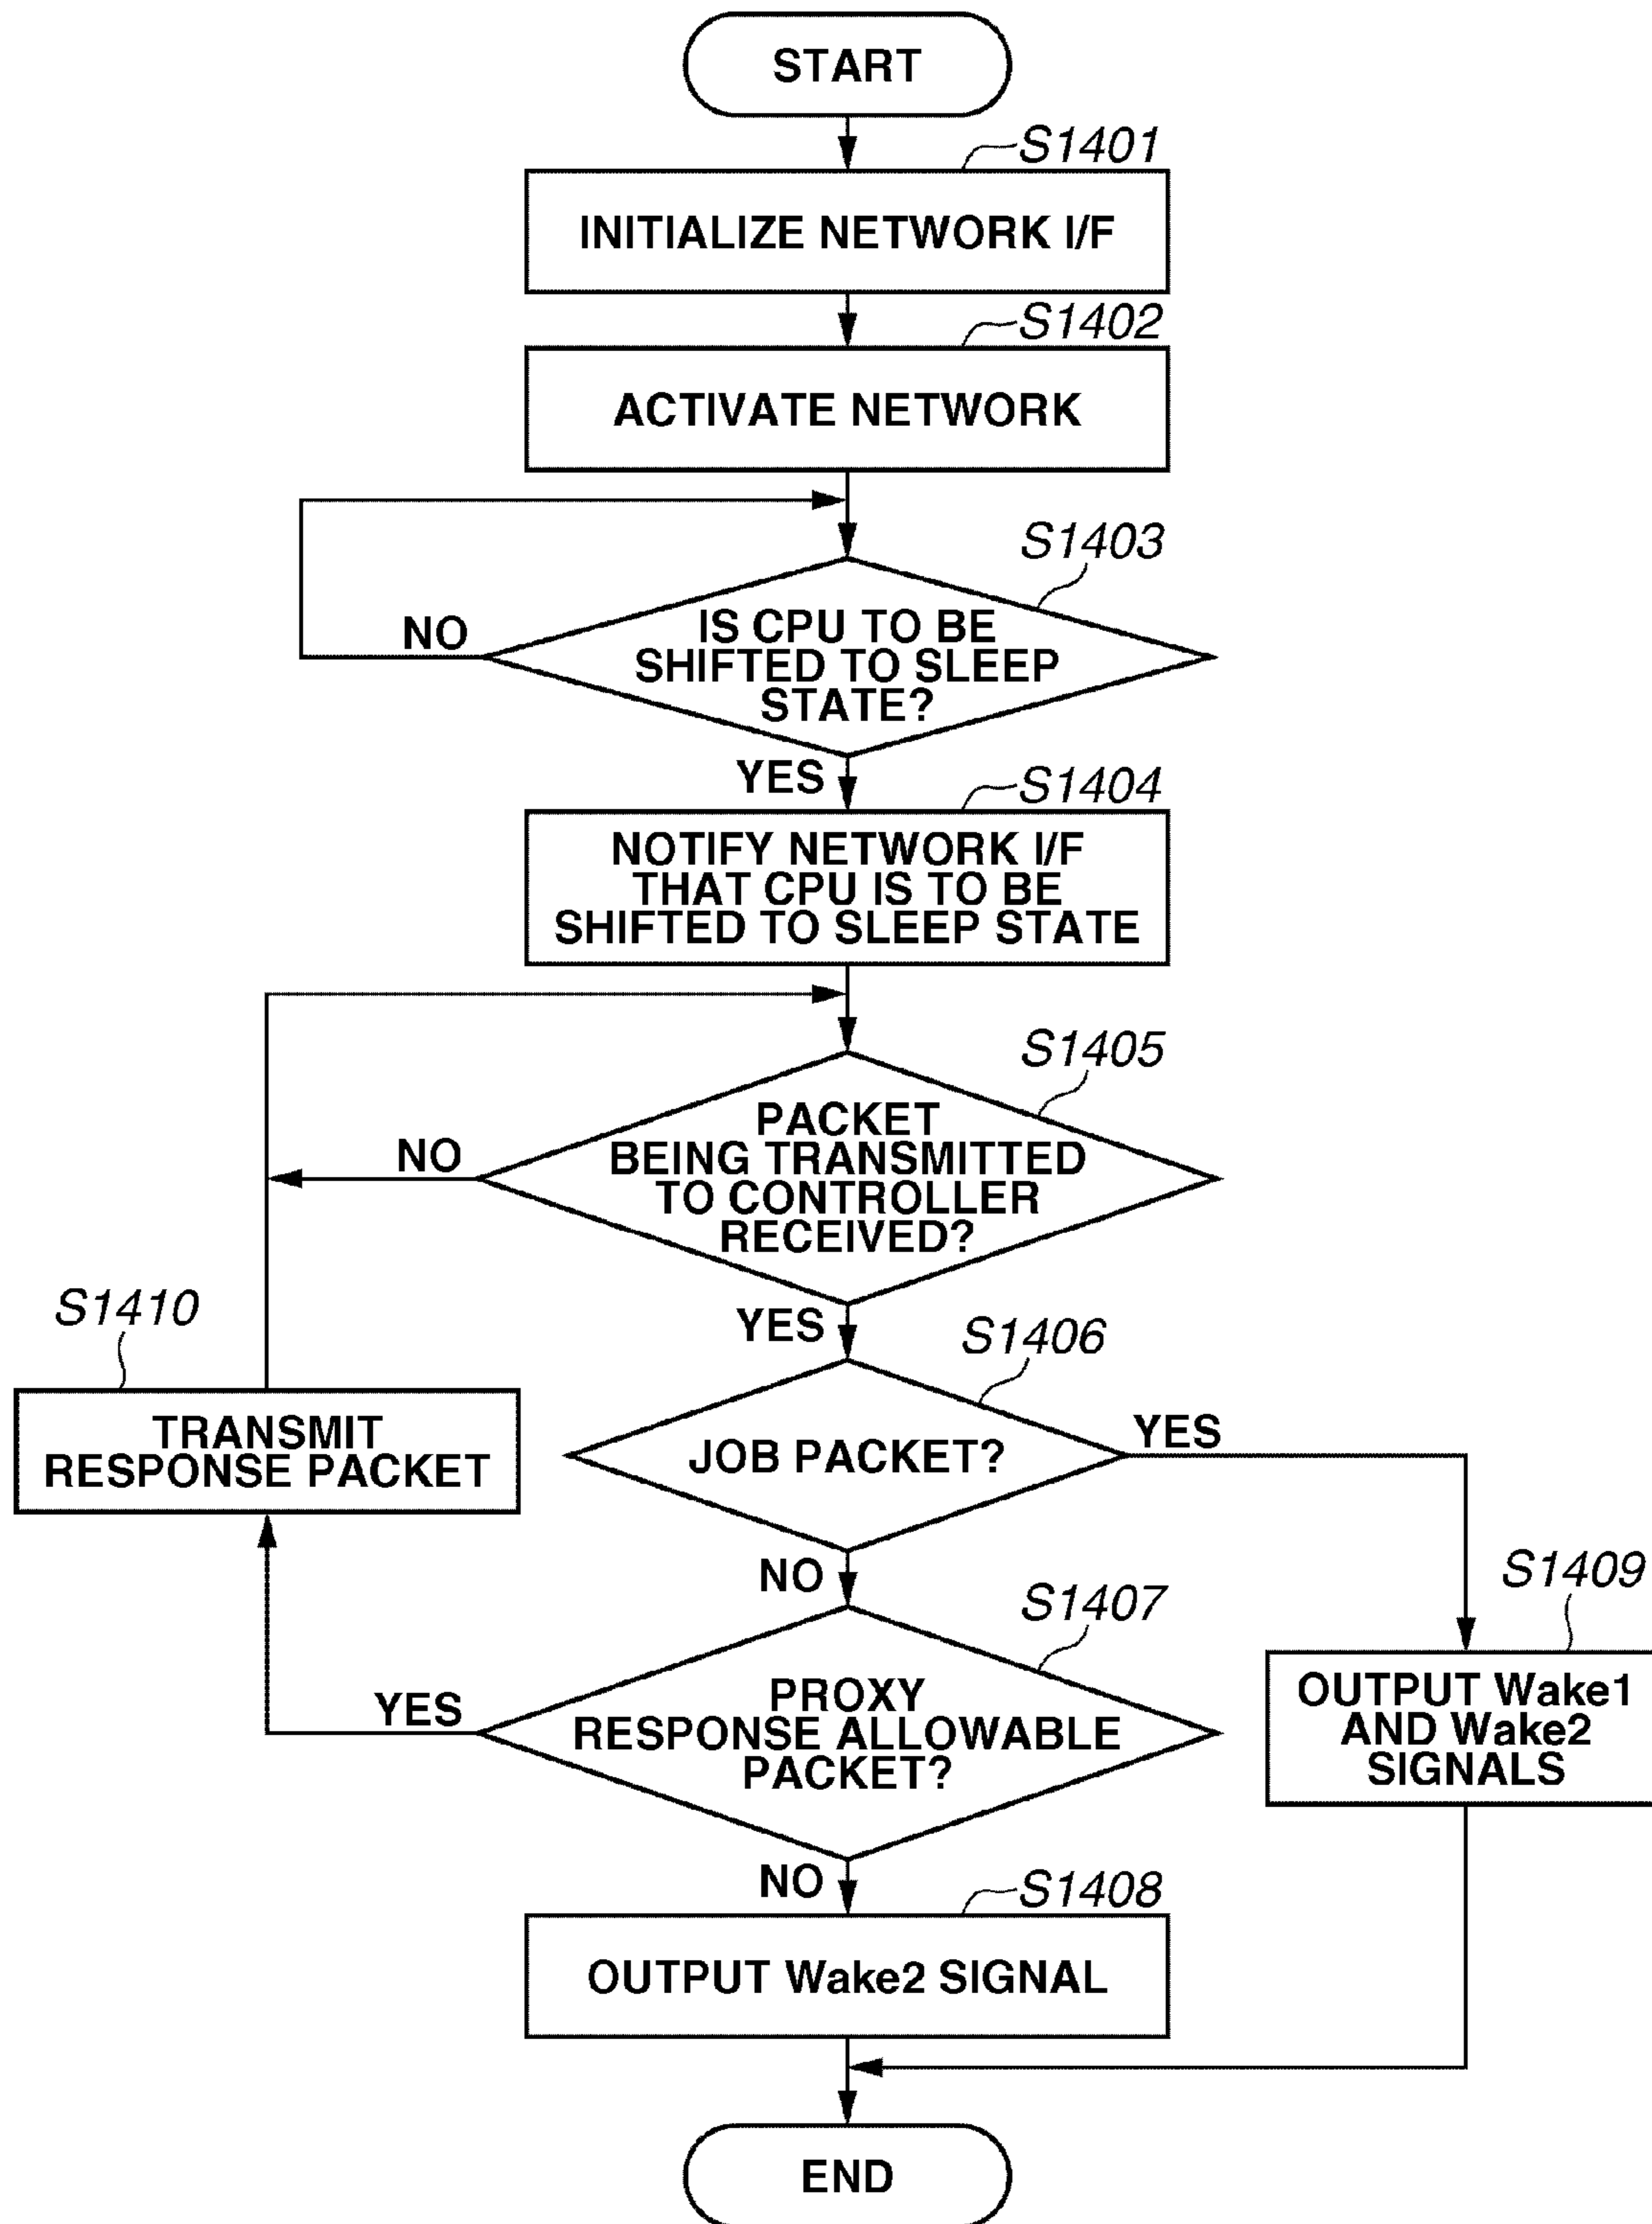 START
S1401
INITIALIZE NETWORK I/F
S1402
ACTIVATE NETWORK
S1403
IS CPU TO BE
SHIFTED TO SLEEP
STATE?
NO
YES
S1404
NOTIFY NETWORK I/F
THAT CPU IS TO BE
SHIFTED TO SLEEP STATE
S1405
PACKET
BEING TRANSMITTED
TO CONTROLLER
RECEIVED?
NO
YES
S1410
TRANSMIT
RESPONSE PACKET
S1406
JOB PACKET?
YES
NO
S1409
OUTPUT Wake1
AND Wake2
SIGNALS
S1407
PROXY
RESPONSE ALLOWABLE
PACKET?
YES
NO
S1408
OUTPUT Wake2 SIGNAL
END